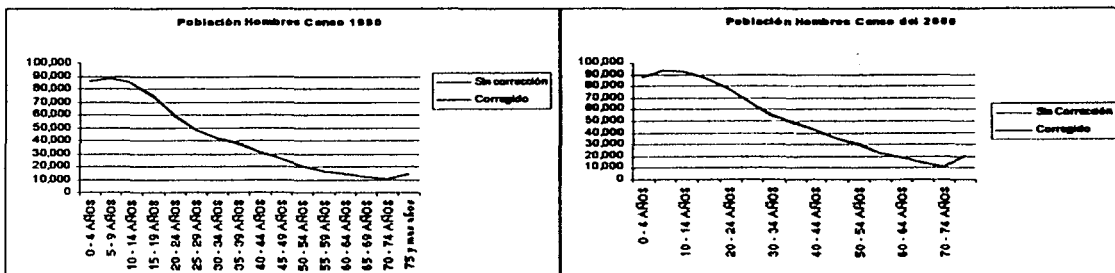 Población Hombres Censo 1990
100,000
90,000
80,000
70,000
60,000
50,000
40,000
30,000
20,000
10,000
0
0 - 4 AÑOS
5 - 9 AÑOS
10 - 14 AÑOS
15 - 19 AÑOS
20 - 24 AÑOS
25 - 29 AÑOS
30 - 34 AÑOS
35 - 39 AÑOS
40 - 44 AÑOS
45 - 49 AÑOS
50 - 54 AÑOS
55 - 59 AÑOS
60 - 64 AÑOS
65 - 69 AÑOS
70 - 74 AÑOS
75 y mas años
Sin corrección
Corregido
Población Hombres Censo del 2000
100,000
90,000
80,000
70,000
60,000
50,000
40,000
30,000
20,000
10,000
0
0 - 4 AÑOS
10 - 14 AÑOS
20 - 24 AÑOS
30 - 34 AÑOS
40 - 44 AÑOS
50 - 54 AÑOS
60 - 64 AÑOS
70 - 74 AÑOS
Sin Corrección
Corregido